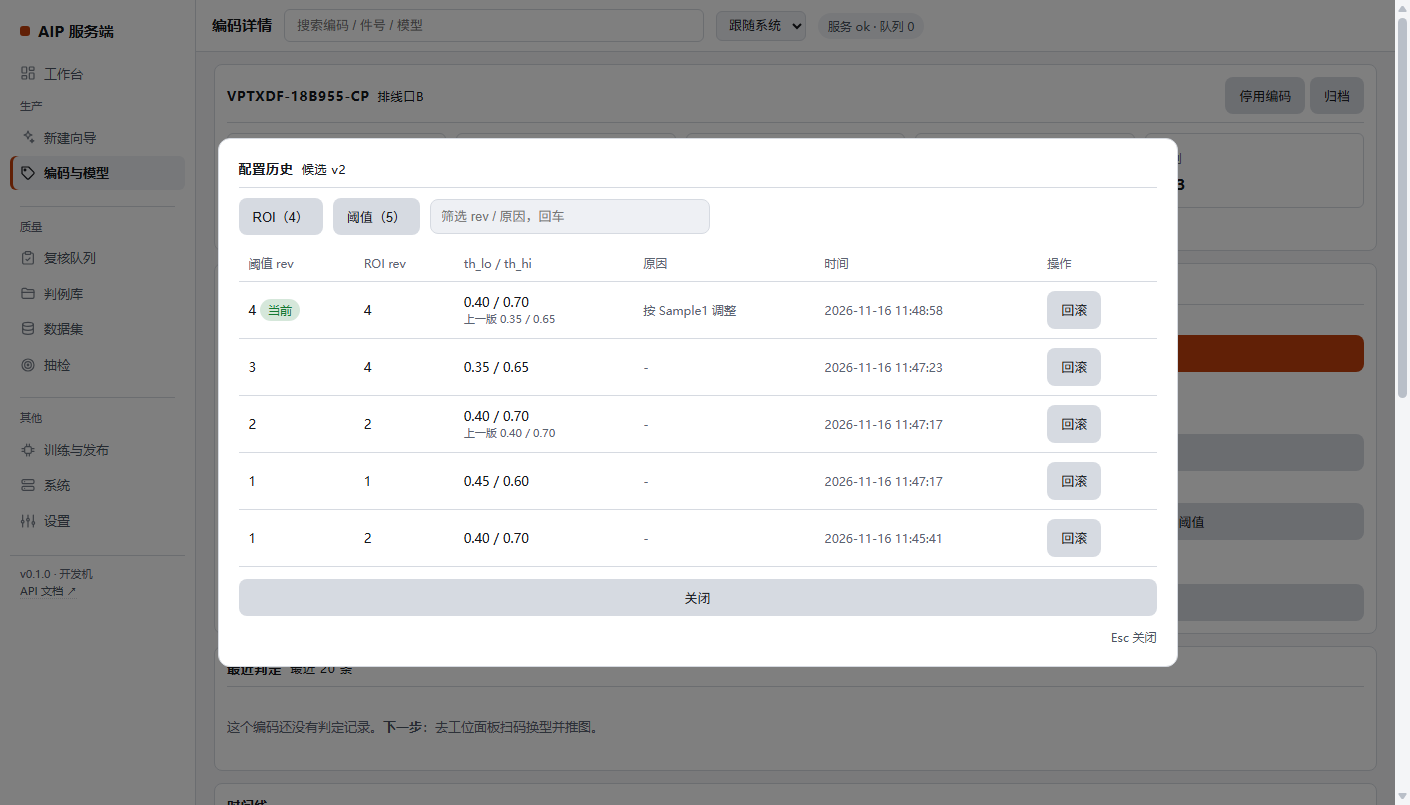 AIP 服务端
工作台
生产
新建向导
编码与模型
质量
复核队列
判例库
数据集
抽检
其他
训练与发布
系统
设置
v0.1.0 · 开发机
API 文档 ↗
编码详情 搜索编码 / 件号 / 模型 跟随系统 服务 ok · 队列 0
VPTXDF-18B955-CP 排线口B 停用编码 归档
3
配置历史 候选 v2
ROI（4） 阈值（5） 筛选 rev / 原因，回车
阈值 rev ROI rev th_lo / th_hi 原因 时间 操作
4 当前 4 0.40 / 0.70 按 Sample1 调整 2026-11-16 11:48:58 回滚
上一版 0.35 / 0.65
3 4 0.35 / 0.65 - 2026-11-16 11:47:23 回滚
2 2 0.40 / 0.70 - 2026-11-16 11:47:17 回滚
上一版 0.40 / 0.70
1 1 0.45 / 0.60 - 2026-11-16 11:47:17 回滚
1 2 0.40 / 0.70 - 2026-11-16 11:45:41 回滚
阈值
关闭
Esc 关闭
最近判定 最近 20 条
这个编码还没有判定记录。下一步：去工位面板扫码换型并推图。
时间线